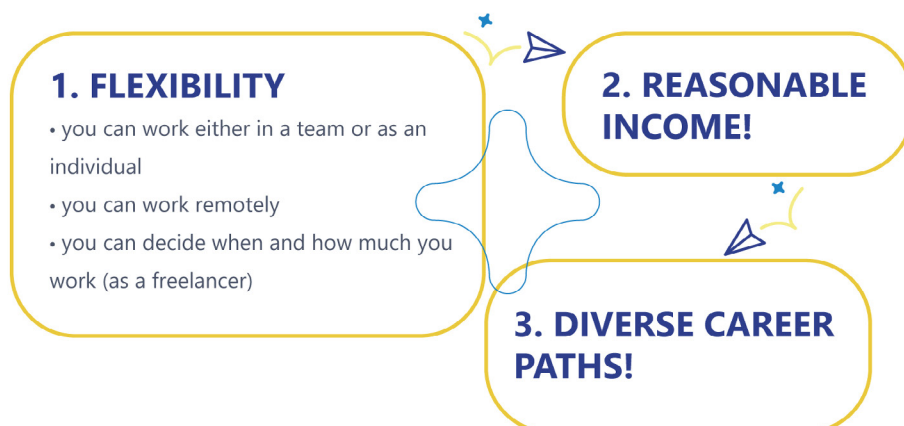 1. FLEXIBILITY
• you can work either in a team or as an
individual
• you can work remotely
• you can decide when and how much you
work (as a freelancer)
2. REASONABLE
INCOME!
3. DIVERSE CAREER
PATHS!